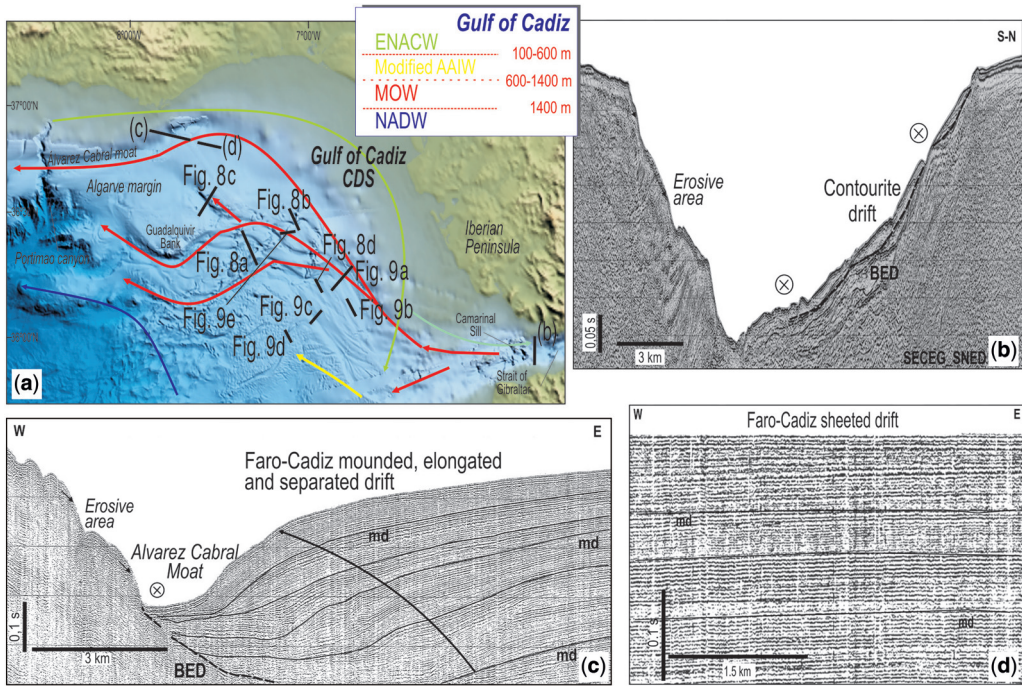 8°00'W
7°00'W
Gulf of Cadiz
ENACW
100-600 m
Modified AAIW
600-1400 m
MOW
1400 m
NADW
37°00'N
(c)
(d)
Alvarez Cabral moat
Gulf of Cadiz
CDS
Algarve margin
Fig. 8c
Fig. 8b
Iberian
Peninsula
Guadalquivir
Bank
Fig. 8d
Portimao canyon
Fig. 8a
Fig. 9a
Fig. 9c
Fig. 9b
Fig. 9e
Camarinal
Sill
(b)
Fig. 9d
Strait of
Gibraltar
(a)
S-N
Erosive
area
Contourite
drift
BED
0.05 s
3 km
SECEG_SNED
(b)
W
E
Faro-Cadiz mounded, elongated
and separated drift
Erosive
area
Alvarez Cabral
Moat
md
md
0,1 s
3 km
BED
md
(c)
W
Faro-Cadiz sheeted drift
E
md
0.1 s
md
1.5 km
(d)